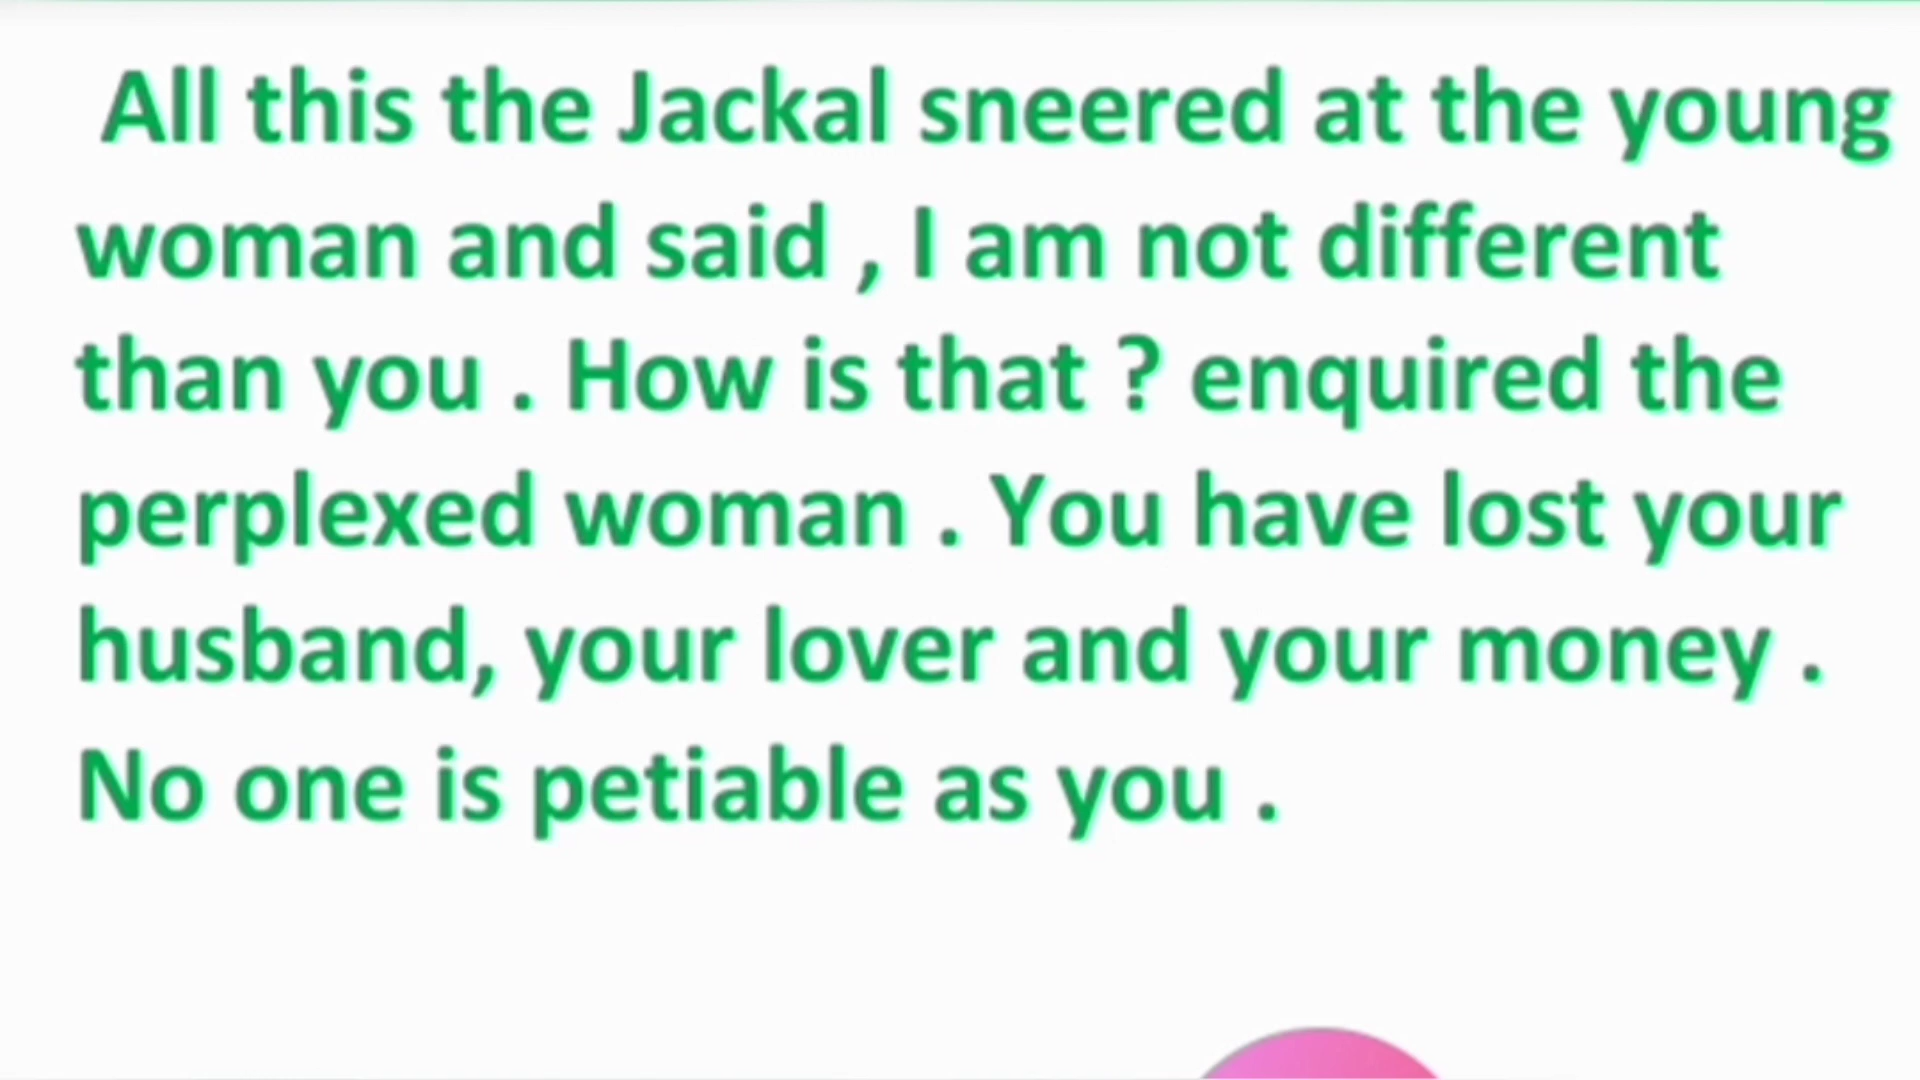 All this the Jackal sneered at the young
woman and said , I am not different
than you . How is that ? enquired the
perplexed woman . You have lost your
husband, your lover and your money .
No one is petiable as you .